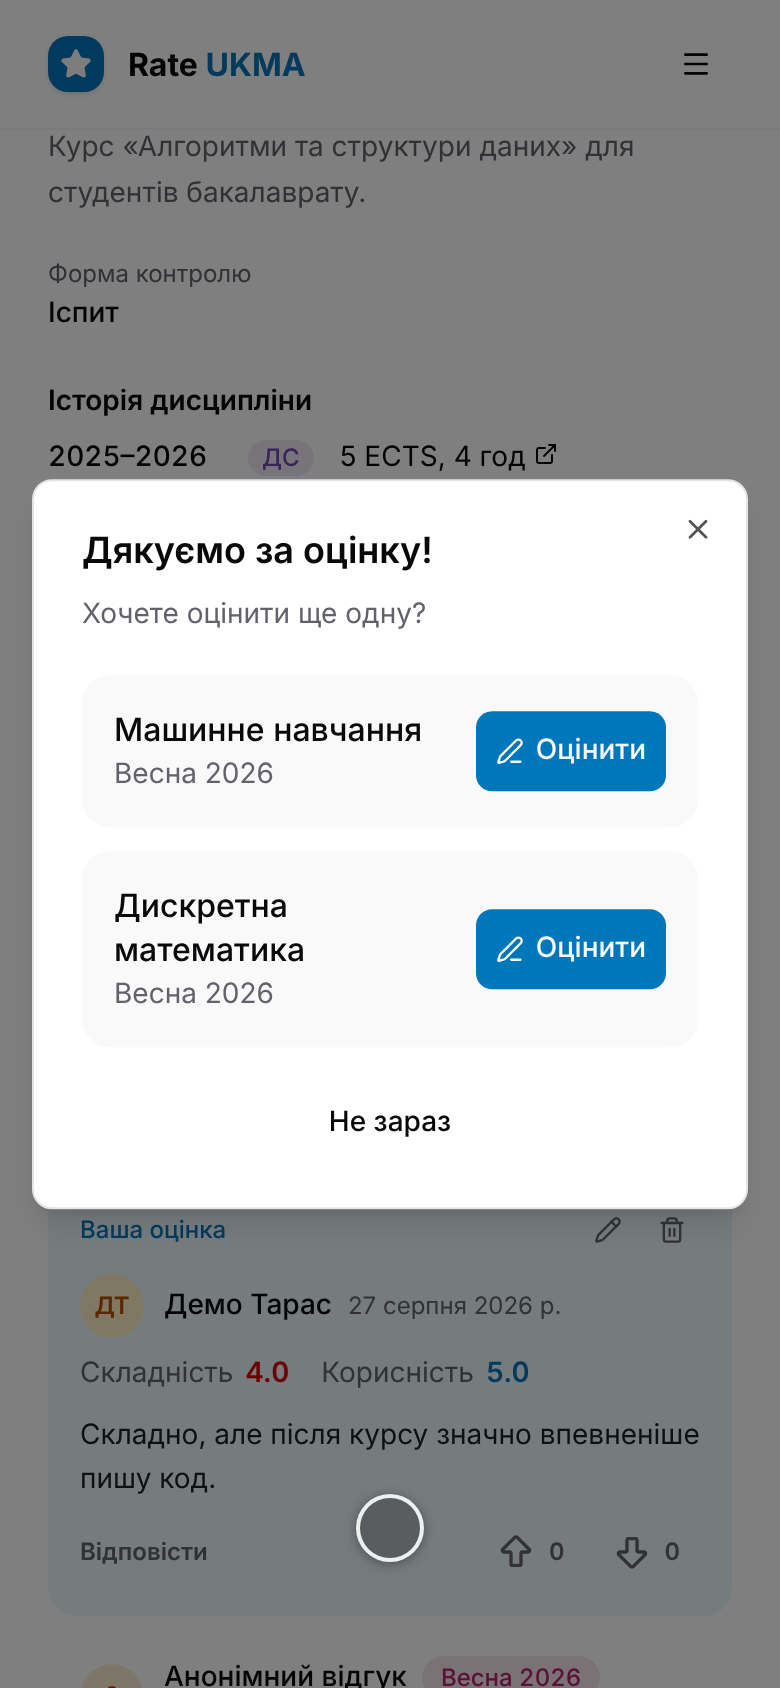 Rate UKMA
Курс «Алгоритми та структури даних» для
студентів бакалаврату.
Форма контролю
Іспит
Історія дисципліни
2025–2026 ДС 5 ECTS, 4 год
Дякуємо за оцінку!
Хочете оцінити ще одну?
Машинне навчання
Весна 2026
Оцінити
Дискретна
математика
Весна 2026
Оцінити
Не зараз
Ваша оцінка
ДТ Демо Тарас 27 серпня 2026 р.
Складність 4.0 Корисність 5.0
Складно, але після курсу значно впевненіше
пишу код.
Відповісти 0 0
Анонімний відгук Весна 2026